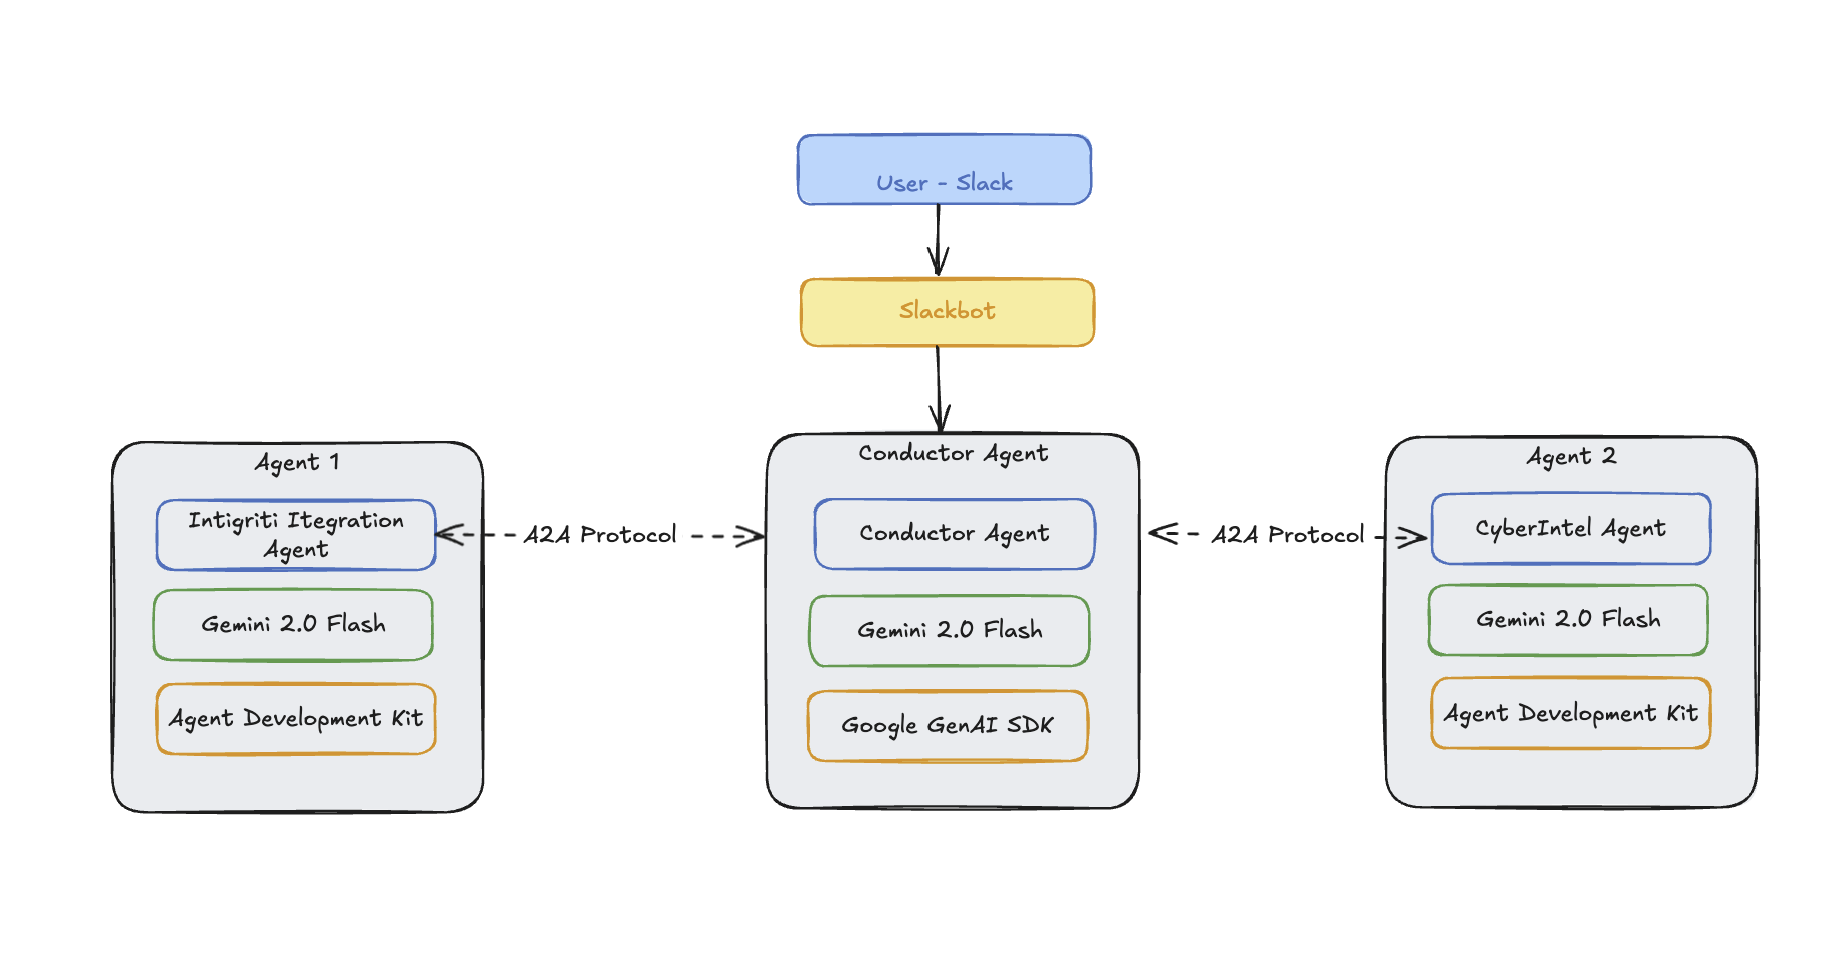 User - Slack
Slackbot
Agent 1
Intigriti Itegration
Agent
Gemini 2.0 Flash
Agent Development Kit
A2A Protocol
Conductor Agent
Conductor Agent
Gemini 2.0 Flash
Google GenAI SDK
A2A Protocol
Agent 2
CyberIntel Agent
Gemini 2.0 Flash
Agent Development Kit